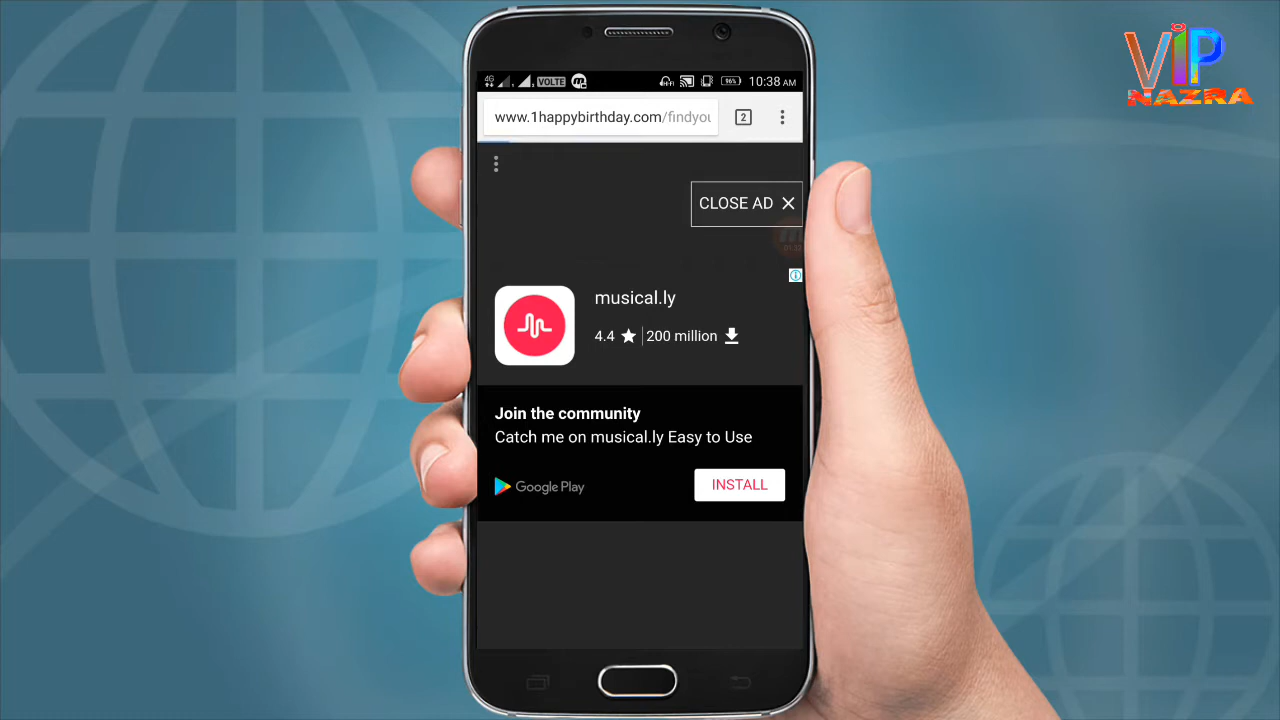 VIP
NAZRA
4G VOLTE 96% 10:38 AM
www.1happybirthday.com/findyou
2
CLOSE AD
musical.ly
4.4 200 million
Join the community
Catch me on musical.ly Easy to Use
Google Play
INSTALL